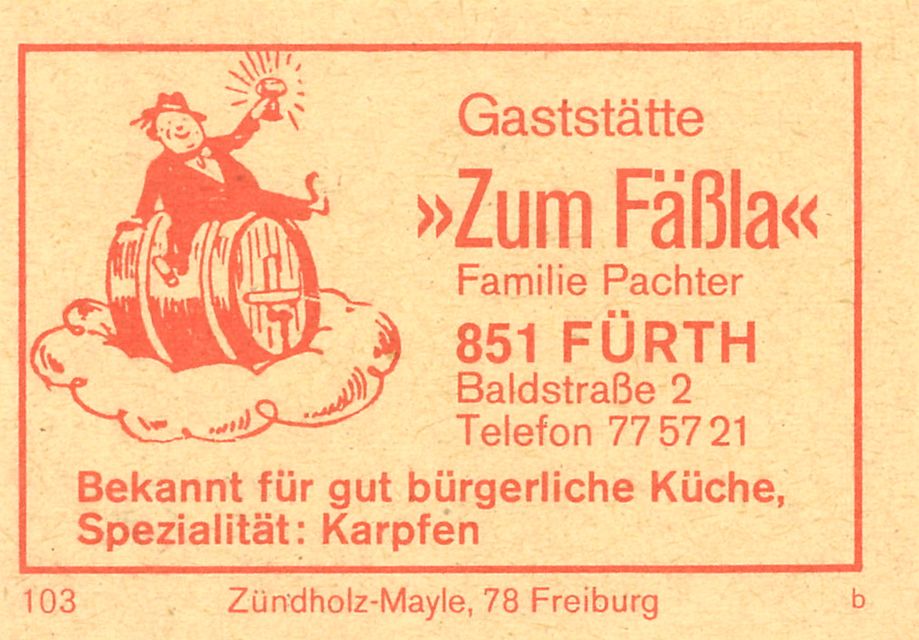 Gaststätte
»Zum Fäßla«
Familie Pachter
851 FÜRTH
Baldstraße 2
Telefon 77 57 21
Bekannt für gut bürgerliche Küche,
Spezialität: Karpfen
103 Zündholz-Mayle, 78 Freiburg b